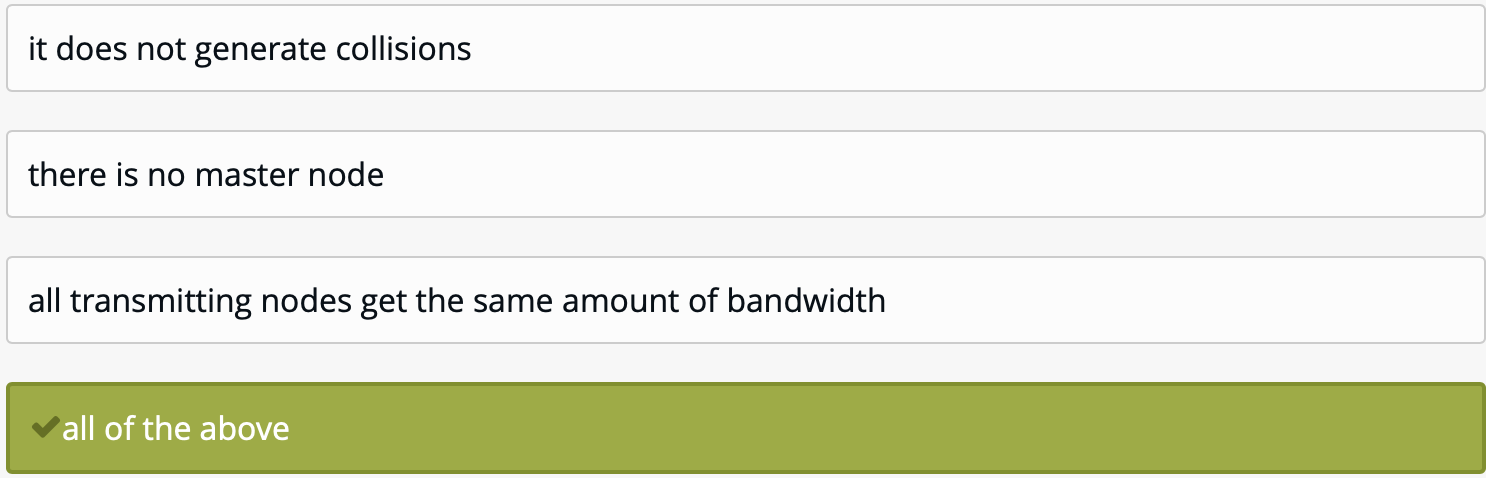 it does not generate collisions
there is no master node
all transmitting nodes get the same amount of bandwidth
all of the above